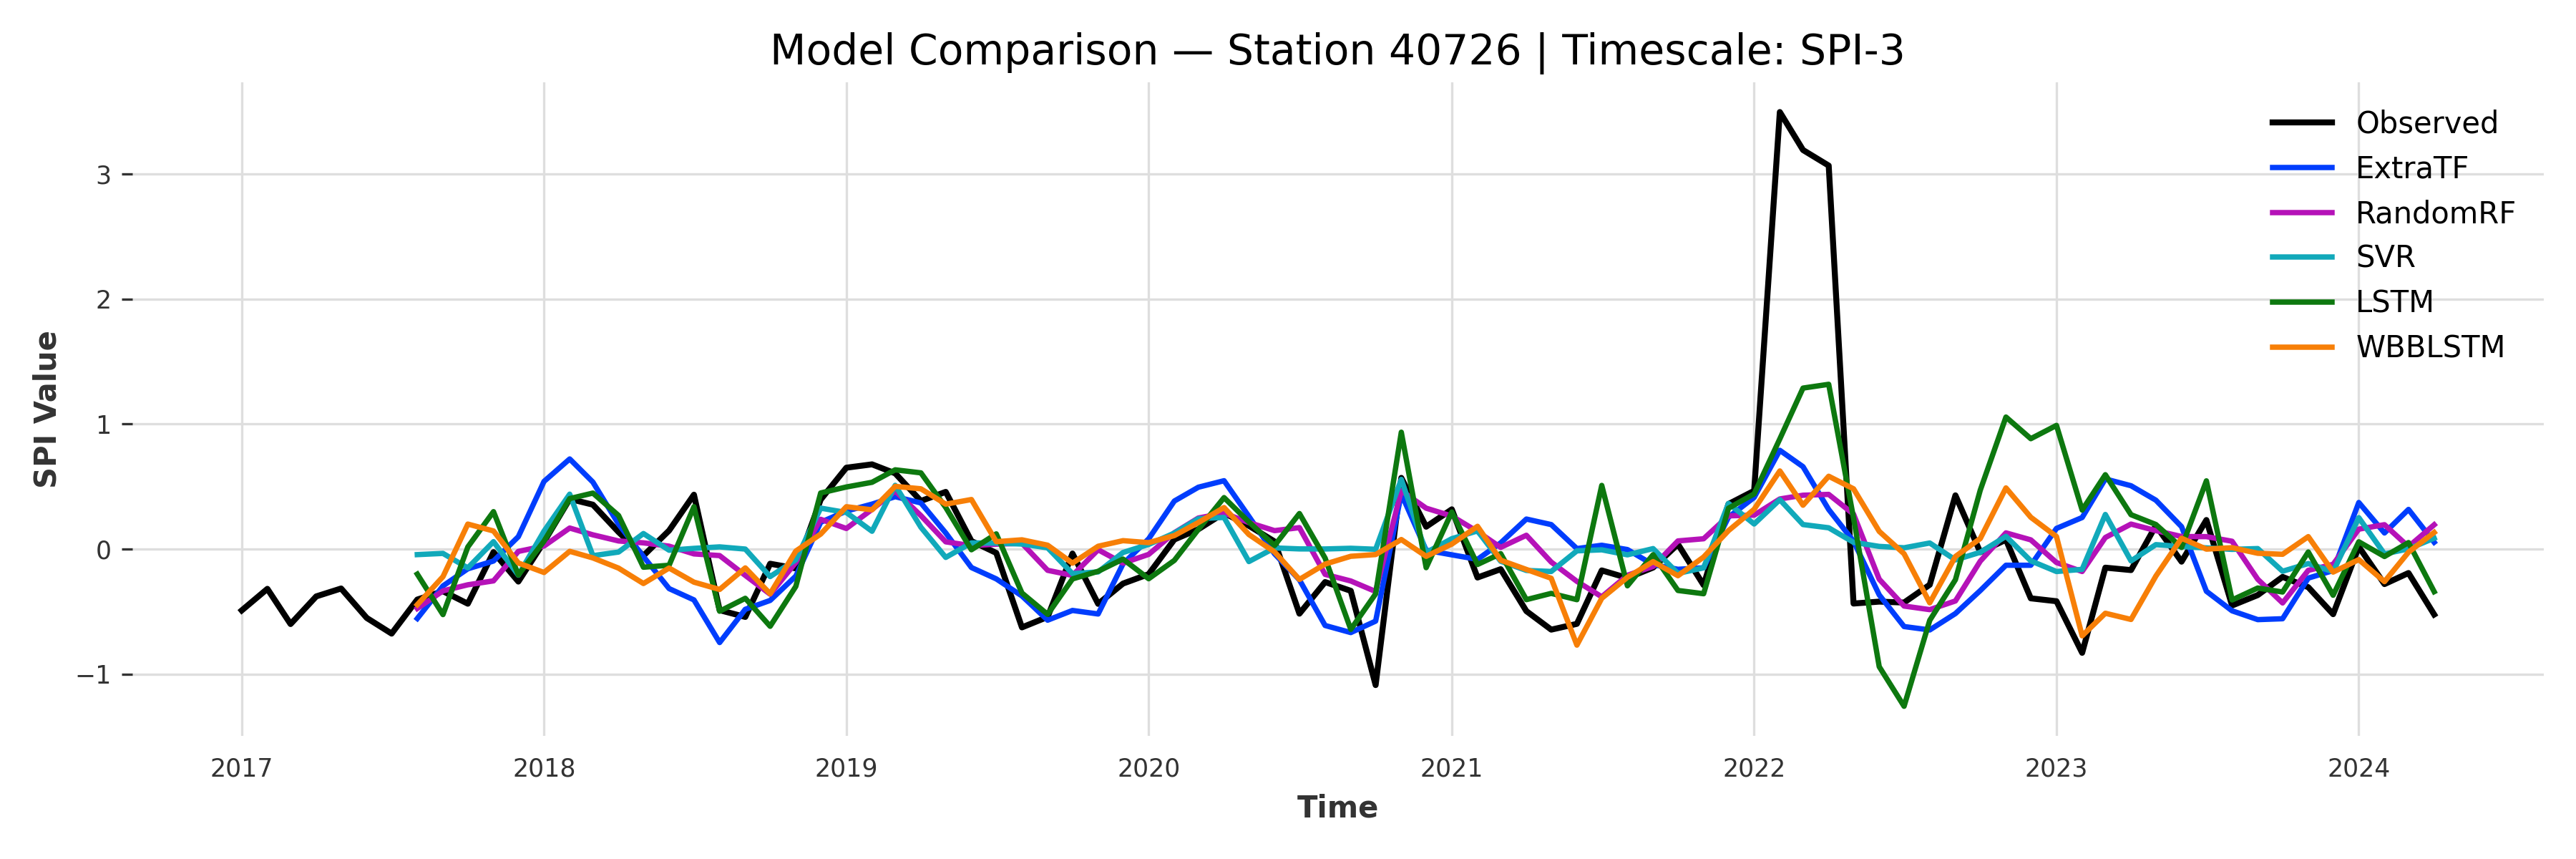 Model Comparison — Station 40726 | Timescale: SPI-3
SPI Value
3
2
1
0
−1
Observed
ExtraTF
RandomRF
SVR
LSTM
WBBLSTM
2017 2018 2019 2020 2021 2022 2023 2024
Time